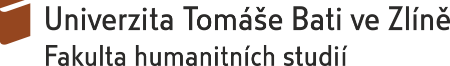 Univerzita Tomáše Bati ve Zlíně
Fakulta humanitních studií